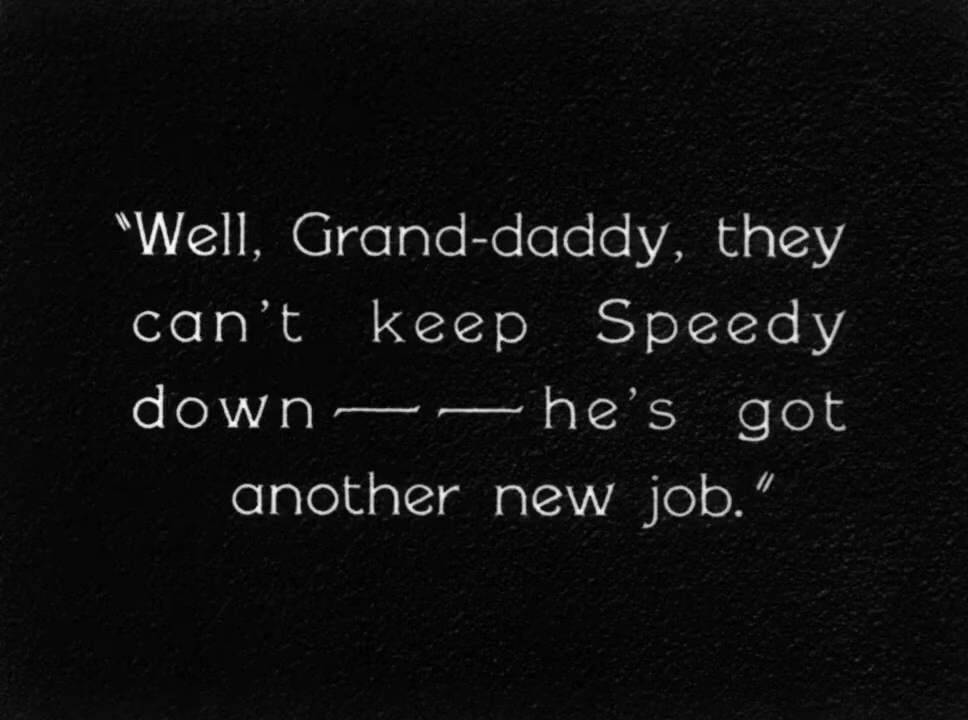 "Well, Grand-daddy, they
can't keep Speedy
down — — he's got
another new job."